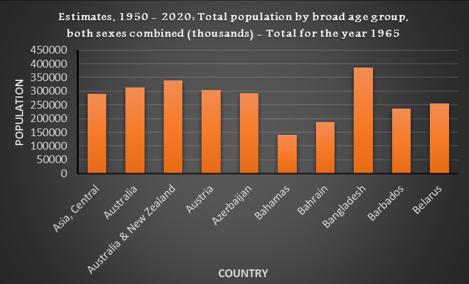 Estimates, 1950 - 2020: Total population by broad age group,
both sexes combined (thousands) - Total for the year 1965
POPULATION
450000
400000
350000
300000
250000
200000
150000
100000
50000
0
Asia, Central
Australia
Australia & New Zealand
Austria
Azerbaijan
Bahamas
Bahrain
Bangladesh
Barbados
Belarus
COUNTRY